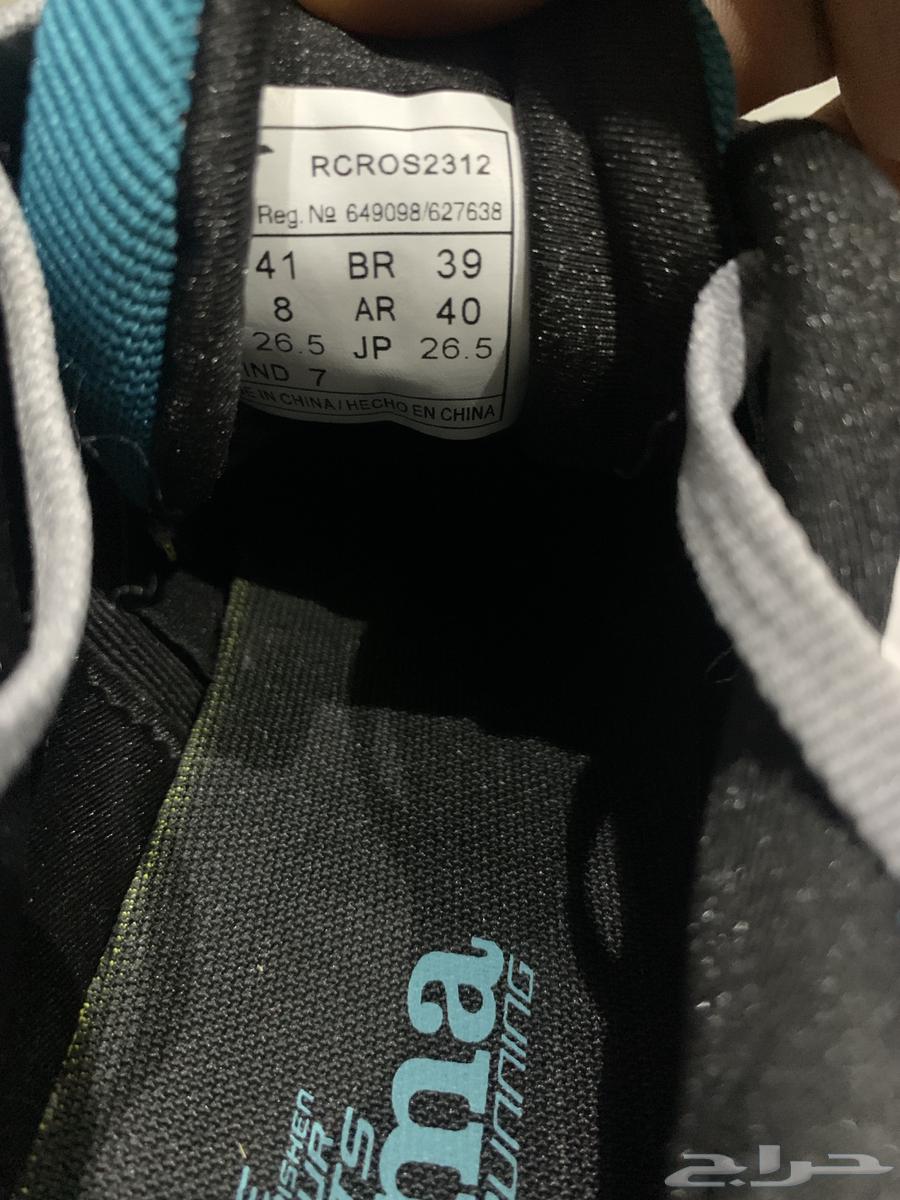 RCROS2312
Reg. Nº 649098/627638
41 BR 39
8 AR 40
26.5 JP 26.5
IND 7
IN CHINA / HECHO EN CHINA
ma
RUNNING
حراج